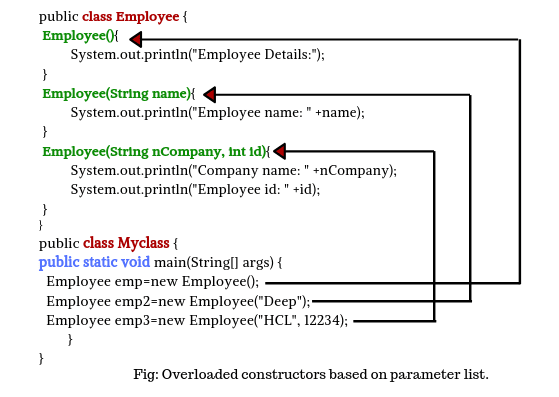 public class Employee {
Employee(){
System.out.println("Employee Details:");
}
Employee(String name){
System.out.println("Employee name: " +name);
}
Employee(String nCompany, int id){
System.out.println("Company name: " +nCompany);
System.out.println("Employee id: " +id);
}
}
public class Myclass {
public static void main(String[] args) {
Employee emp=new Employee();
Employee emp2=new Employee("Deep");
Employee emp3=new Employee("HCL", 12234);
}
}
Fig: Overloaded constructors based on parameter list.